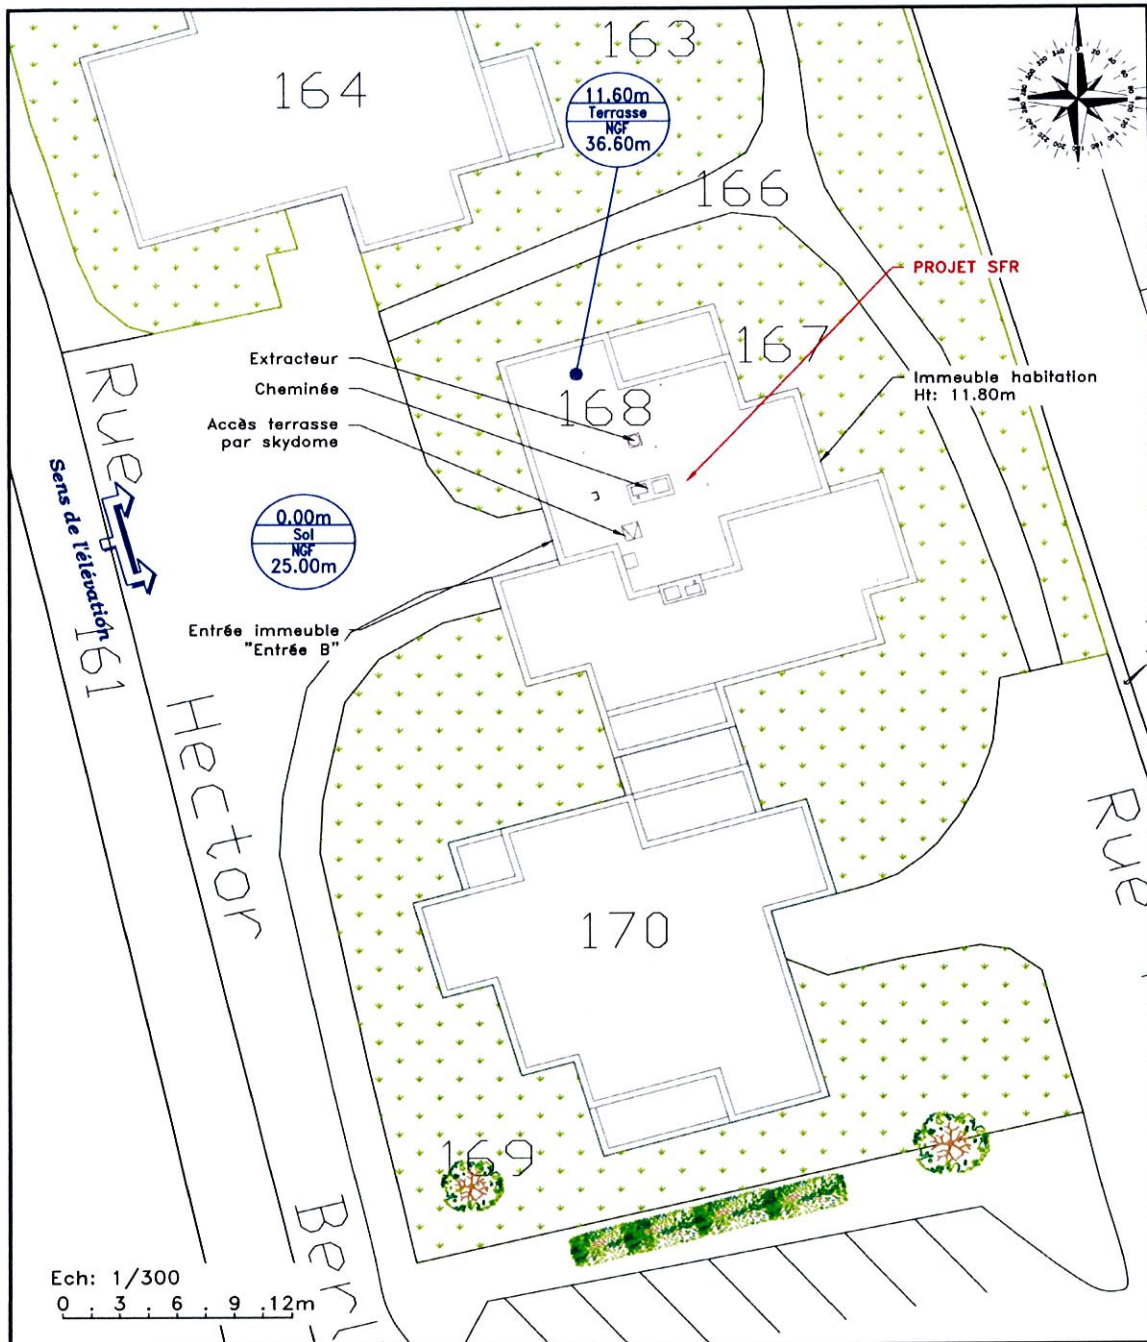 163
164
11.60m
Terrasse
NGF
36.60m
166
PROJET SFR
167
Extracteur
Cheminée
168
Immeuble habitation
Ht: 11.80m
Accès terrasse
par skydome
Rue
Sens de l'élévation
0.00m
Sol
NGF
25.00m
Entrée immeuble
"Entrée B"
161
Hector
Rue
170
169
Berl
Ech: 1/300
0 3 6 9 12m